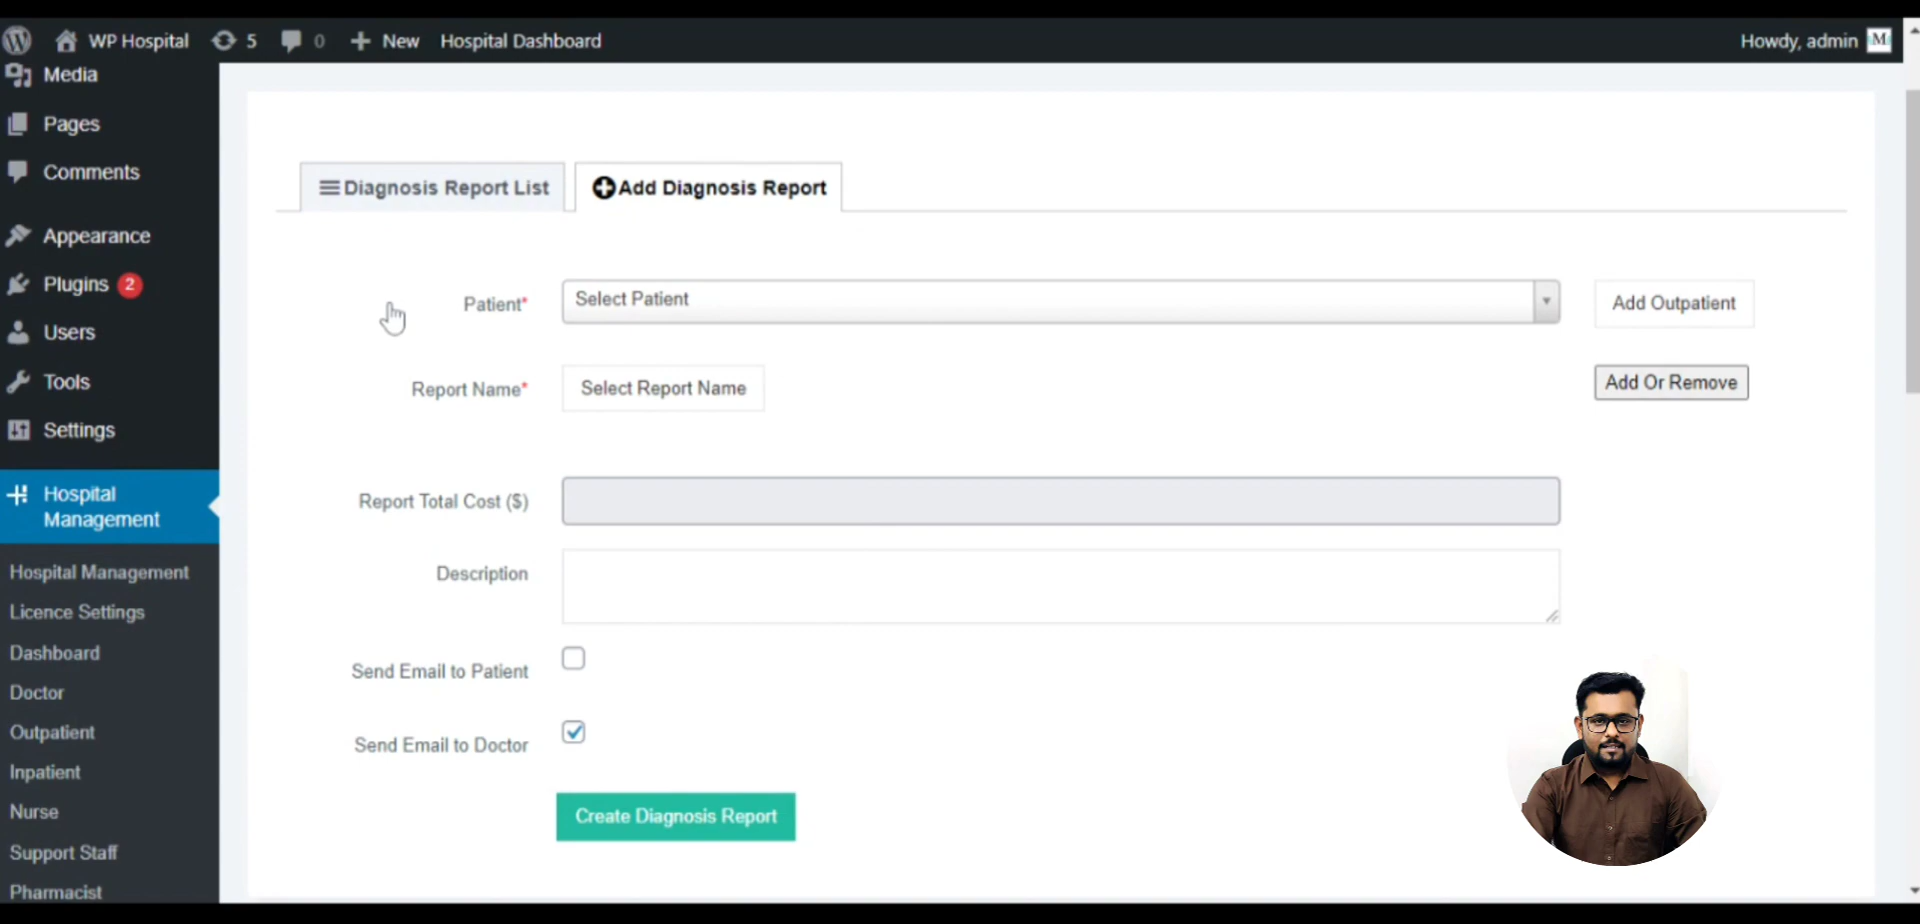 WP Hospital 5 0 New Hospital Dashboard Howdy, admin M
Media
Pages
Comments
Appearance
Plugins 2
Users
Tools
Settings
Hospital
Management
Hospital Management
Licence Settings
Dashboard
Doctor
Outpatient
Inpatient
Nurse
Support Staff
Pharmacist
Diagnosis Report List Add Diagnosis Report
Patient* Select Patient Add Outpatient
Report Name* Select Report Name Add Or Remove
Report Total Cost ($)
Description
Send Email to Patient
Send Email to Doctor
Create Diagnosis Report